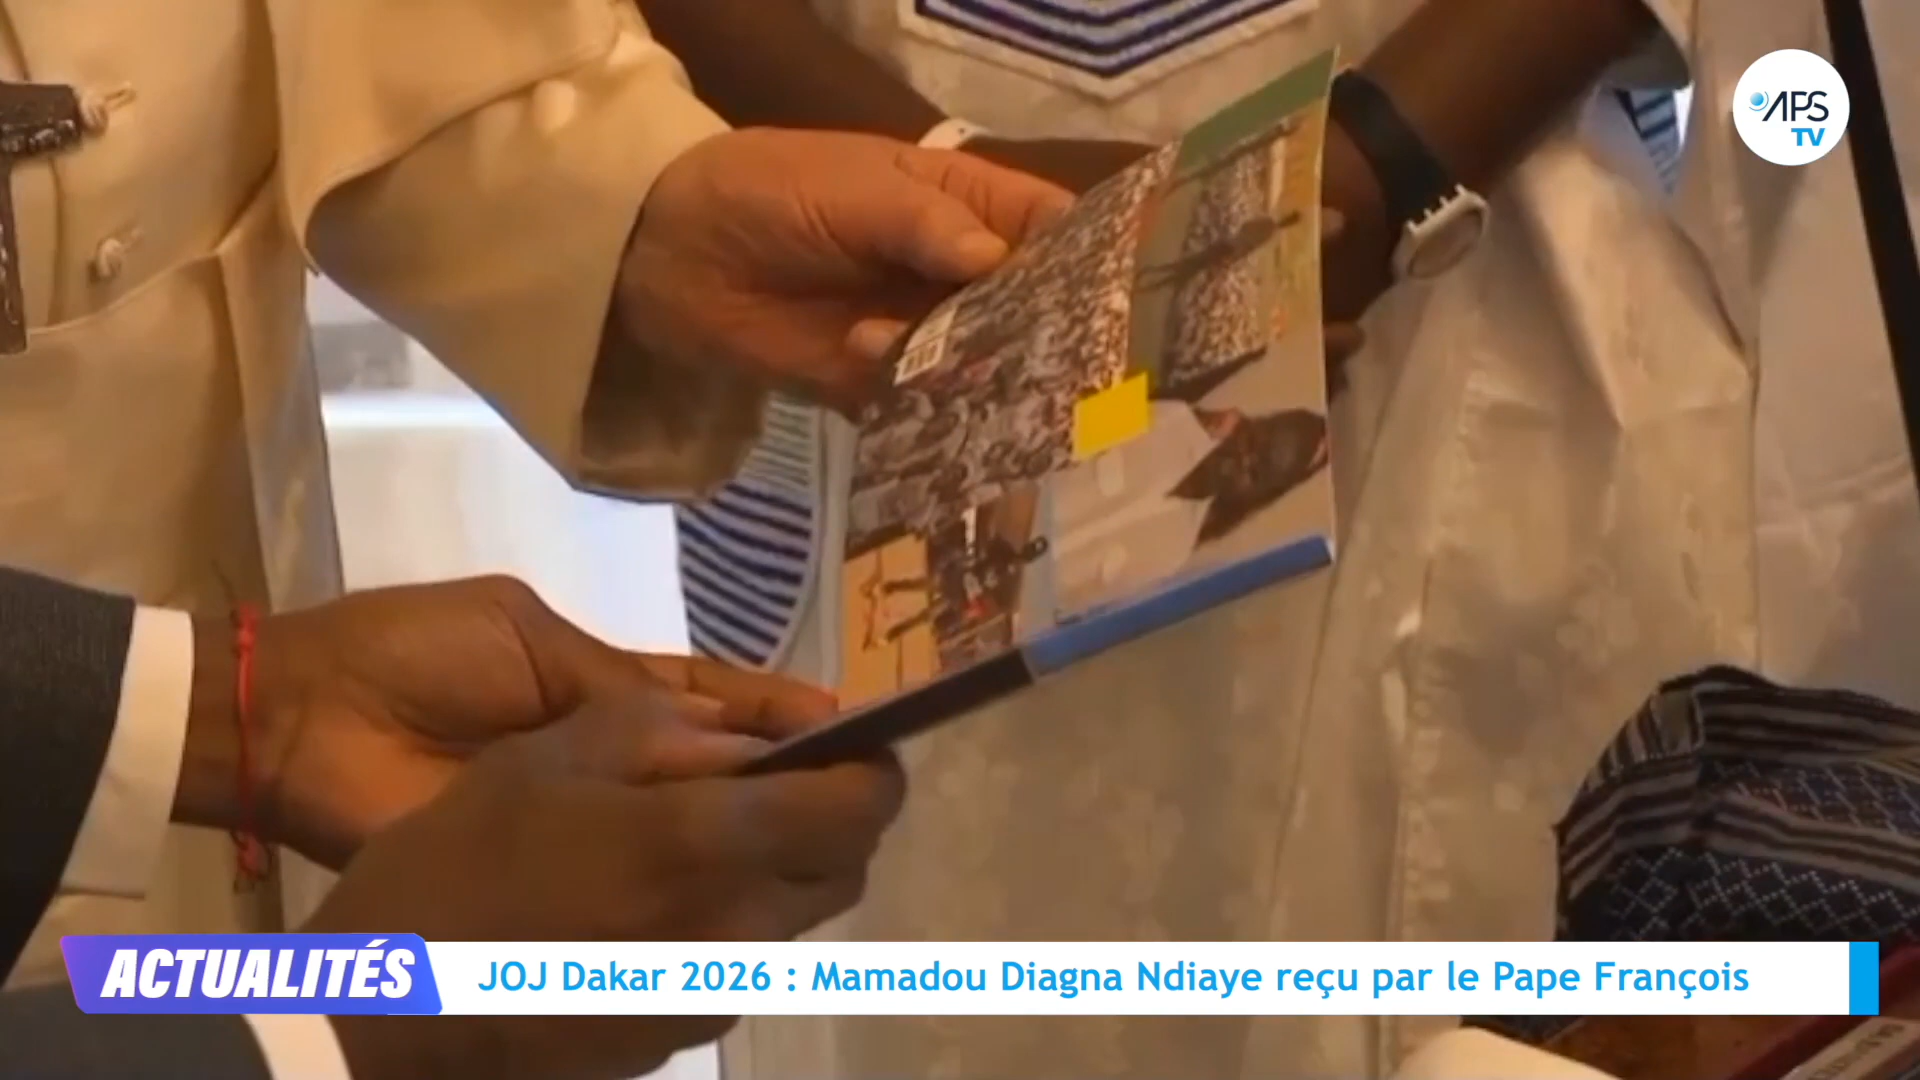 APS
TV
ACTUALITÉS
JOJ Dakar 2026 : Mamadou Diagna Ndiaye reçu par le Pape François